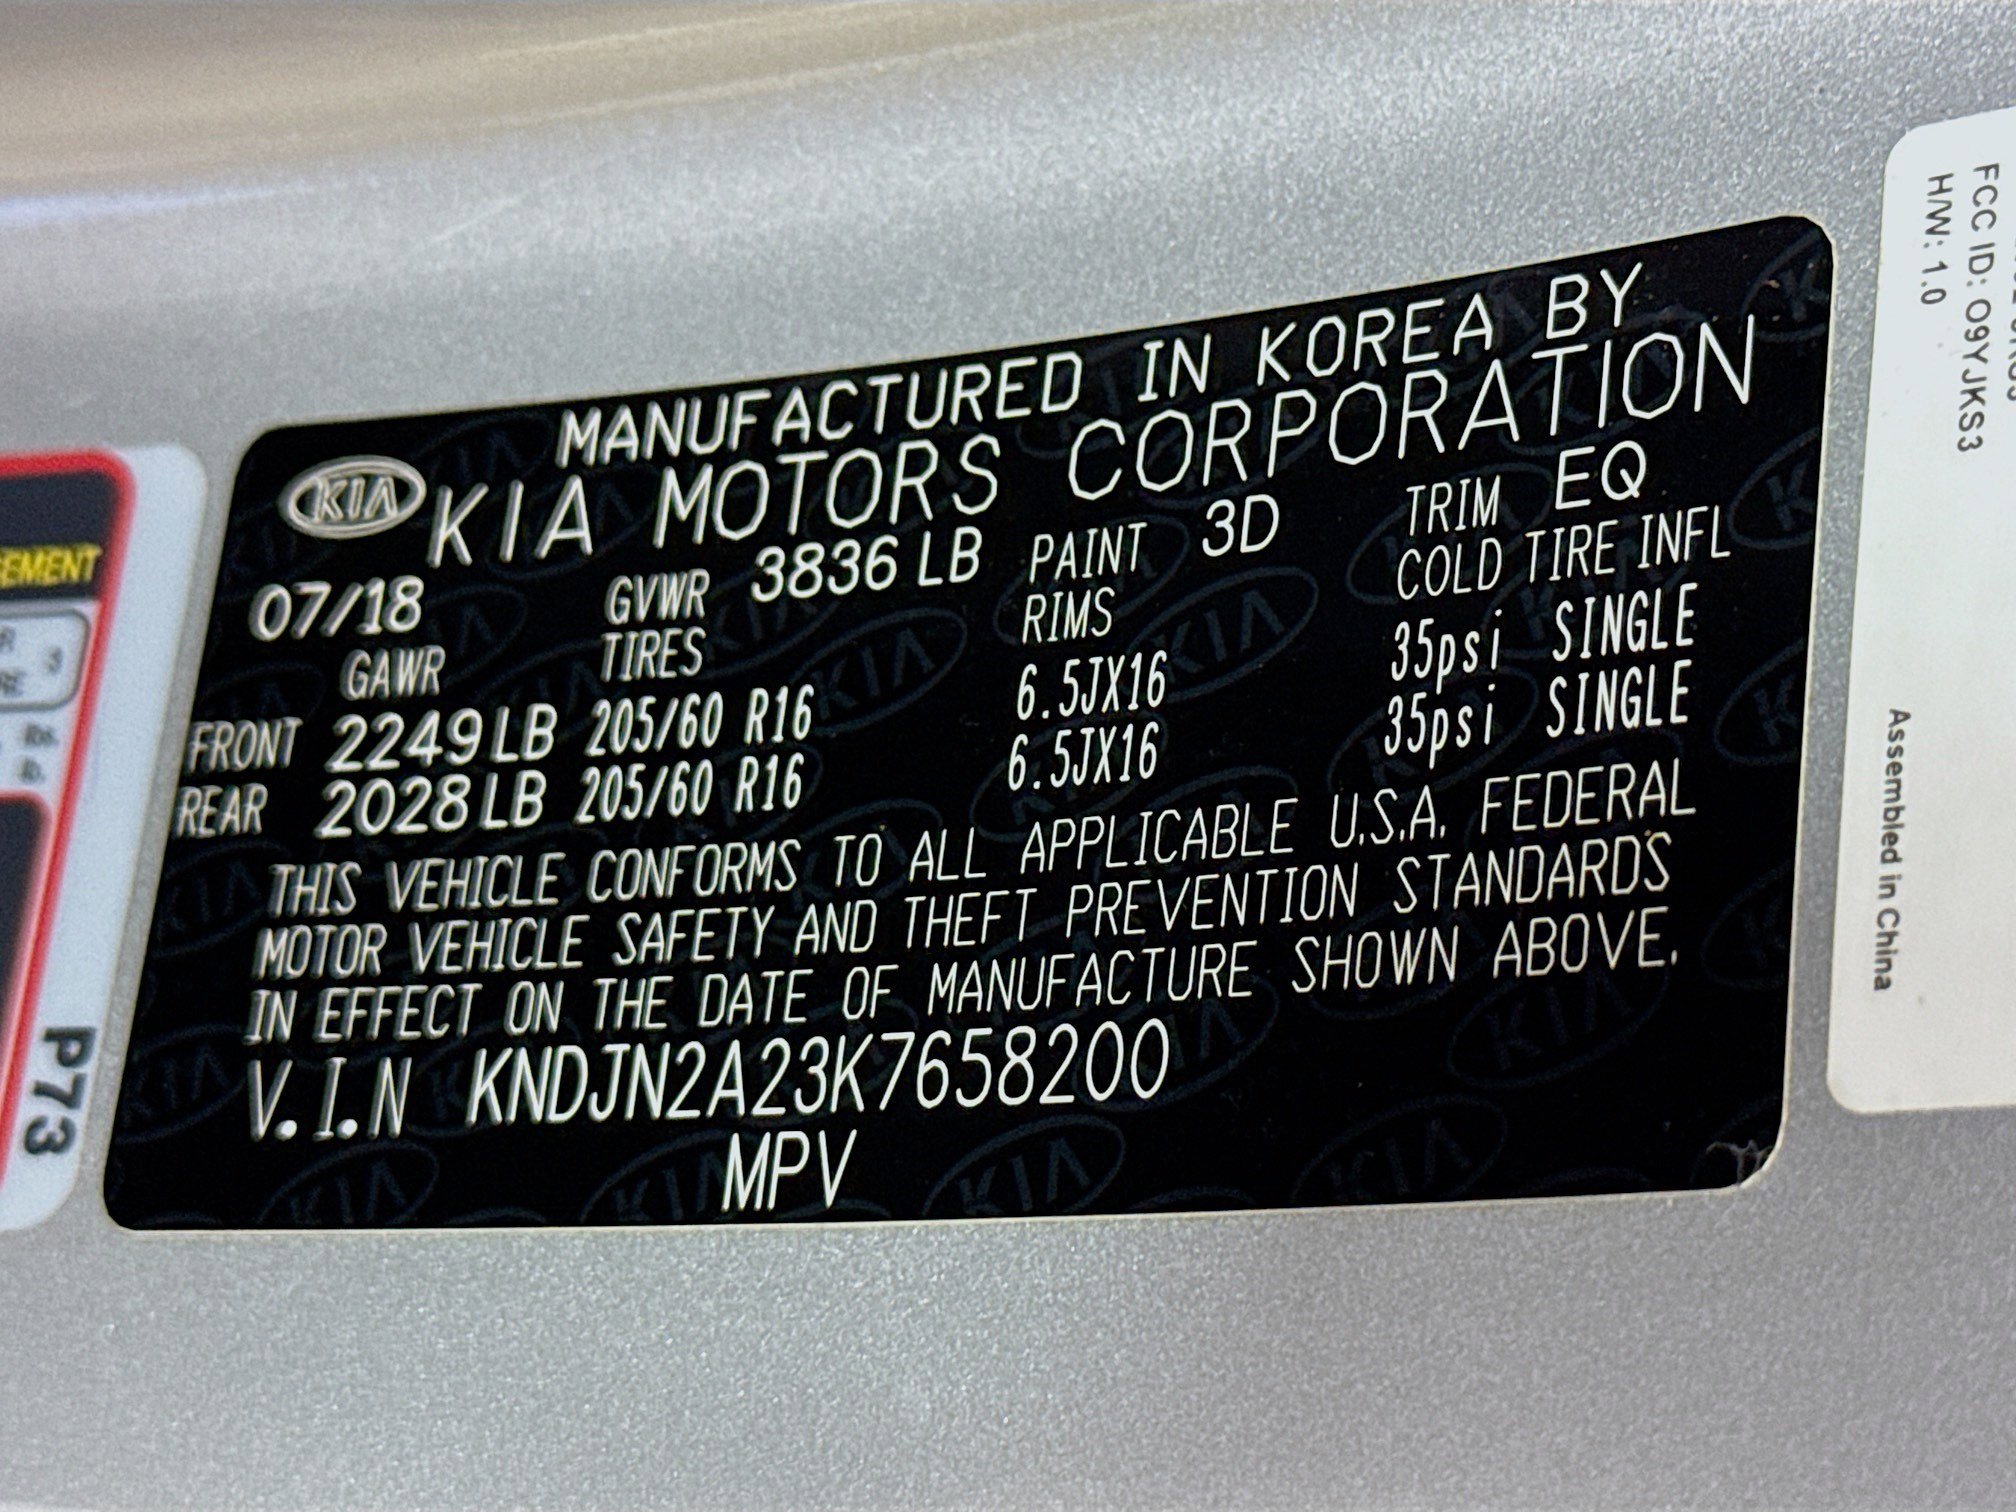 MANUFACTURED IN KOREA BY
KIA KIA MOTORS CORPORATION
07/18 GVWR 3836 LB PAINT 3D TRIM EQ
GAWR TIRES RIMS COLD TIRE INFL
FRONT 2249 LB 205/60 R16 6.5JX16 35psi SINGLE
REAR 2028 LB 205/60 R16 6.5JX16 35psi SINGLE
THIS VEHICLE CONFORMS TO ALL APPLICABLE U.S.A. FEDERAL
MOTOR VEHICLE SAFETY AND THEFT PREVENTION STANDARDS
IN EFFECT ON THE DATE OF MANUFACTURE SHOWN ABOVE.
V.I.N KNDJN2A23K7658200
MPV
P73
FCC ID: O9YJKS3
H/W: 1.0
Assembled in China